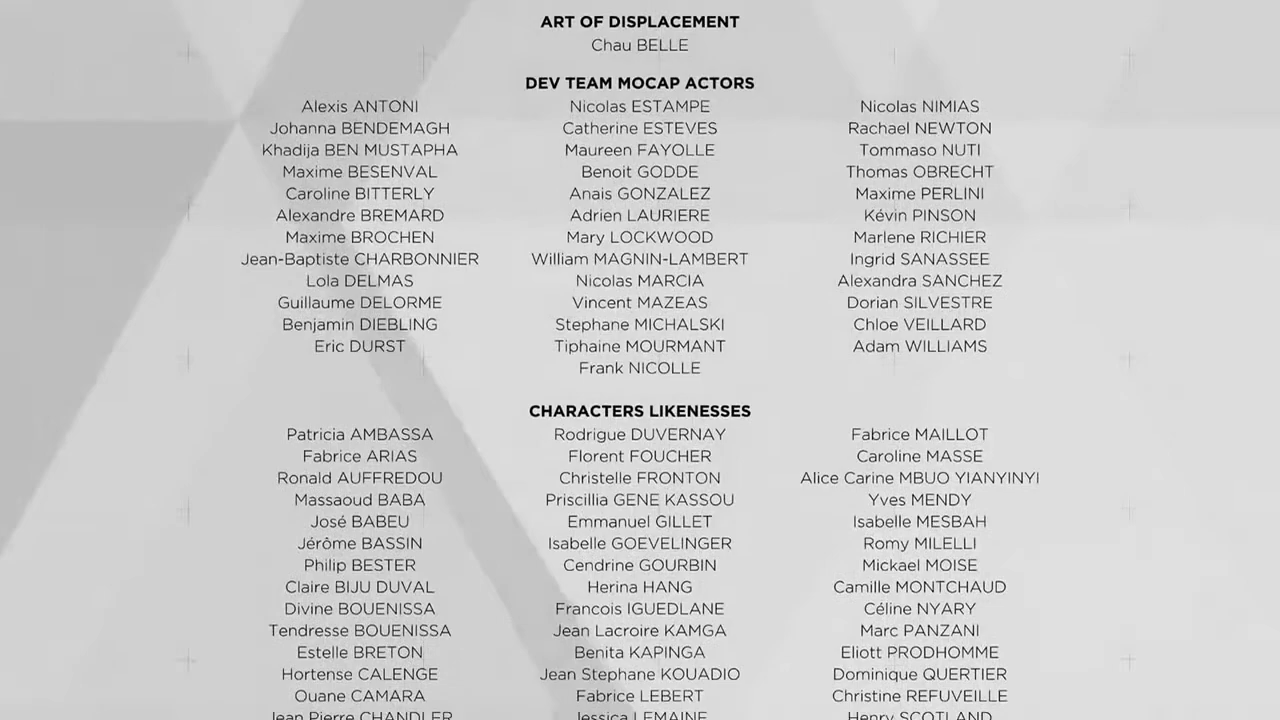 ART OF DISPLACEMENT
Chau BELLE
DEV TEAM MOCAP ACTORS
Alexis ANTONI
Johanna BENDEMAGH
Khadija BEN MUSTAPHA
Maxime BESENVAL
Caroline BITTERLY
Alexandre BREMARD
Maxime BROCHEN
Jean-Baptiste CHARBONNIER
Lola DELMAS
Guillaume DELORME
Benjamin DIEBLING
Eric DURST
Nicolas ESTAMPE
Catherine ESTEVES
Maureen FAYOLLE
Benoit GODDE
Anais GONZALEZ
Adrien LAURIERE
Mary LOCKWOOD
William MAGNIN-LAMBERT
Nicolas MARCIA
Vincent MAZEAS
Stephane MICHALSKI
Tiphaine MOURMANT
Frank NICOLLE
Nicolas NIMIAS
Rachael NEWTON
Tommaso NUTI
Thomas OBRECHT
Maxime PERLINI
Kévin PINSON
Marlene RICHIER
Ingrid SANASSEE
Alexandra SANCHEZ
Dorian SILVESTRE
Chloe VEILLARD
Adam WILLIAMS
CHARACTERS LIKENESSES
Patricia AMBASSA
Fabrice ARIAS
Ronald AUFFREDOU
Massaoud BABA
José BABEU
Jérôme BASSIN
Philip BESTER
Claire BIJU DUVAL
Divine BOUENISSA
Tendresse BOUENISSA
Estelle BRETON
Hortense CALENGE
Ouane CAMARA
Jean Pierre CHANDLER
Rodrigue DUVERNAY
Florent FOUCHER
Christelle FRONTON
Priscillia GENE KASSOU
Emmanuel GILLET
Isabelle GOEVELINGER
Cendrine GOURBIN
Herina HANG
Francois IGUEDLANE
Jean Lacroire KAMGA
Benita KAPINGA
Jean Stephane KOUADIO
Fabrice LEBERT
Jessica LEMAINE
Fabrice MAILLOT
Caroline MASSE
Alice Carine MBUO YIANYINYI
Yves MENDY
Isabelle MESBAH
Romy MILELLI
Mickael MOISE
Camille MONTCHAUD
Céline NYARY
Marc PANZANI
Eliott PRODHOMME
Dominique QUERTIER
Christine REFUVEILLE
Henry SCOTLAND